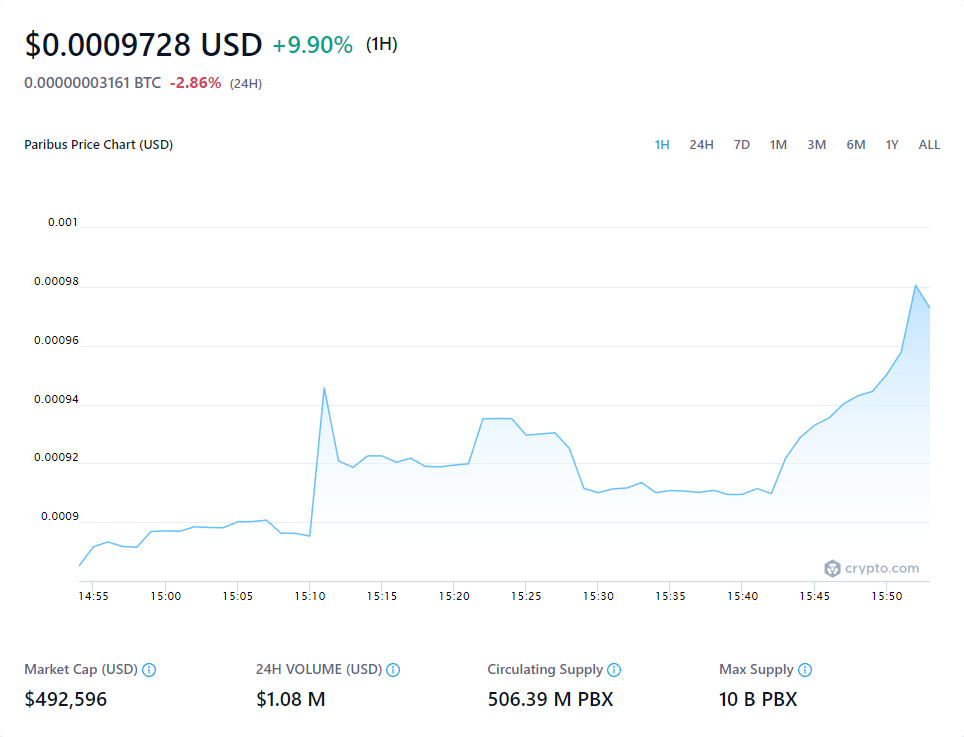 $0.0009728 USD +9.90% (1H)
0.00000003161 BTC -2.86% (24H)
Paribus Price Chart (USD)
1H 24H 7D 1M 3M 6M 1Y ALL
0.001
0.00098
0.00096
0.00094
0.00092
0.0009
crypto.com
14:55 15:00 15:05 15:10 15:15 15:20 15:25 15:30 15:35 15:40 15:45 15:50
Market Cap (USD) 24H VOLUME (USD) Circulating Supply Max Supply
$492,596 $1.08 M 506.39 M PBX 10 B PBX